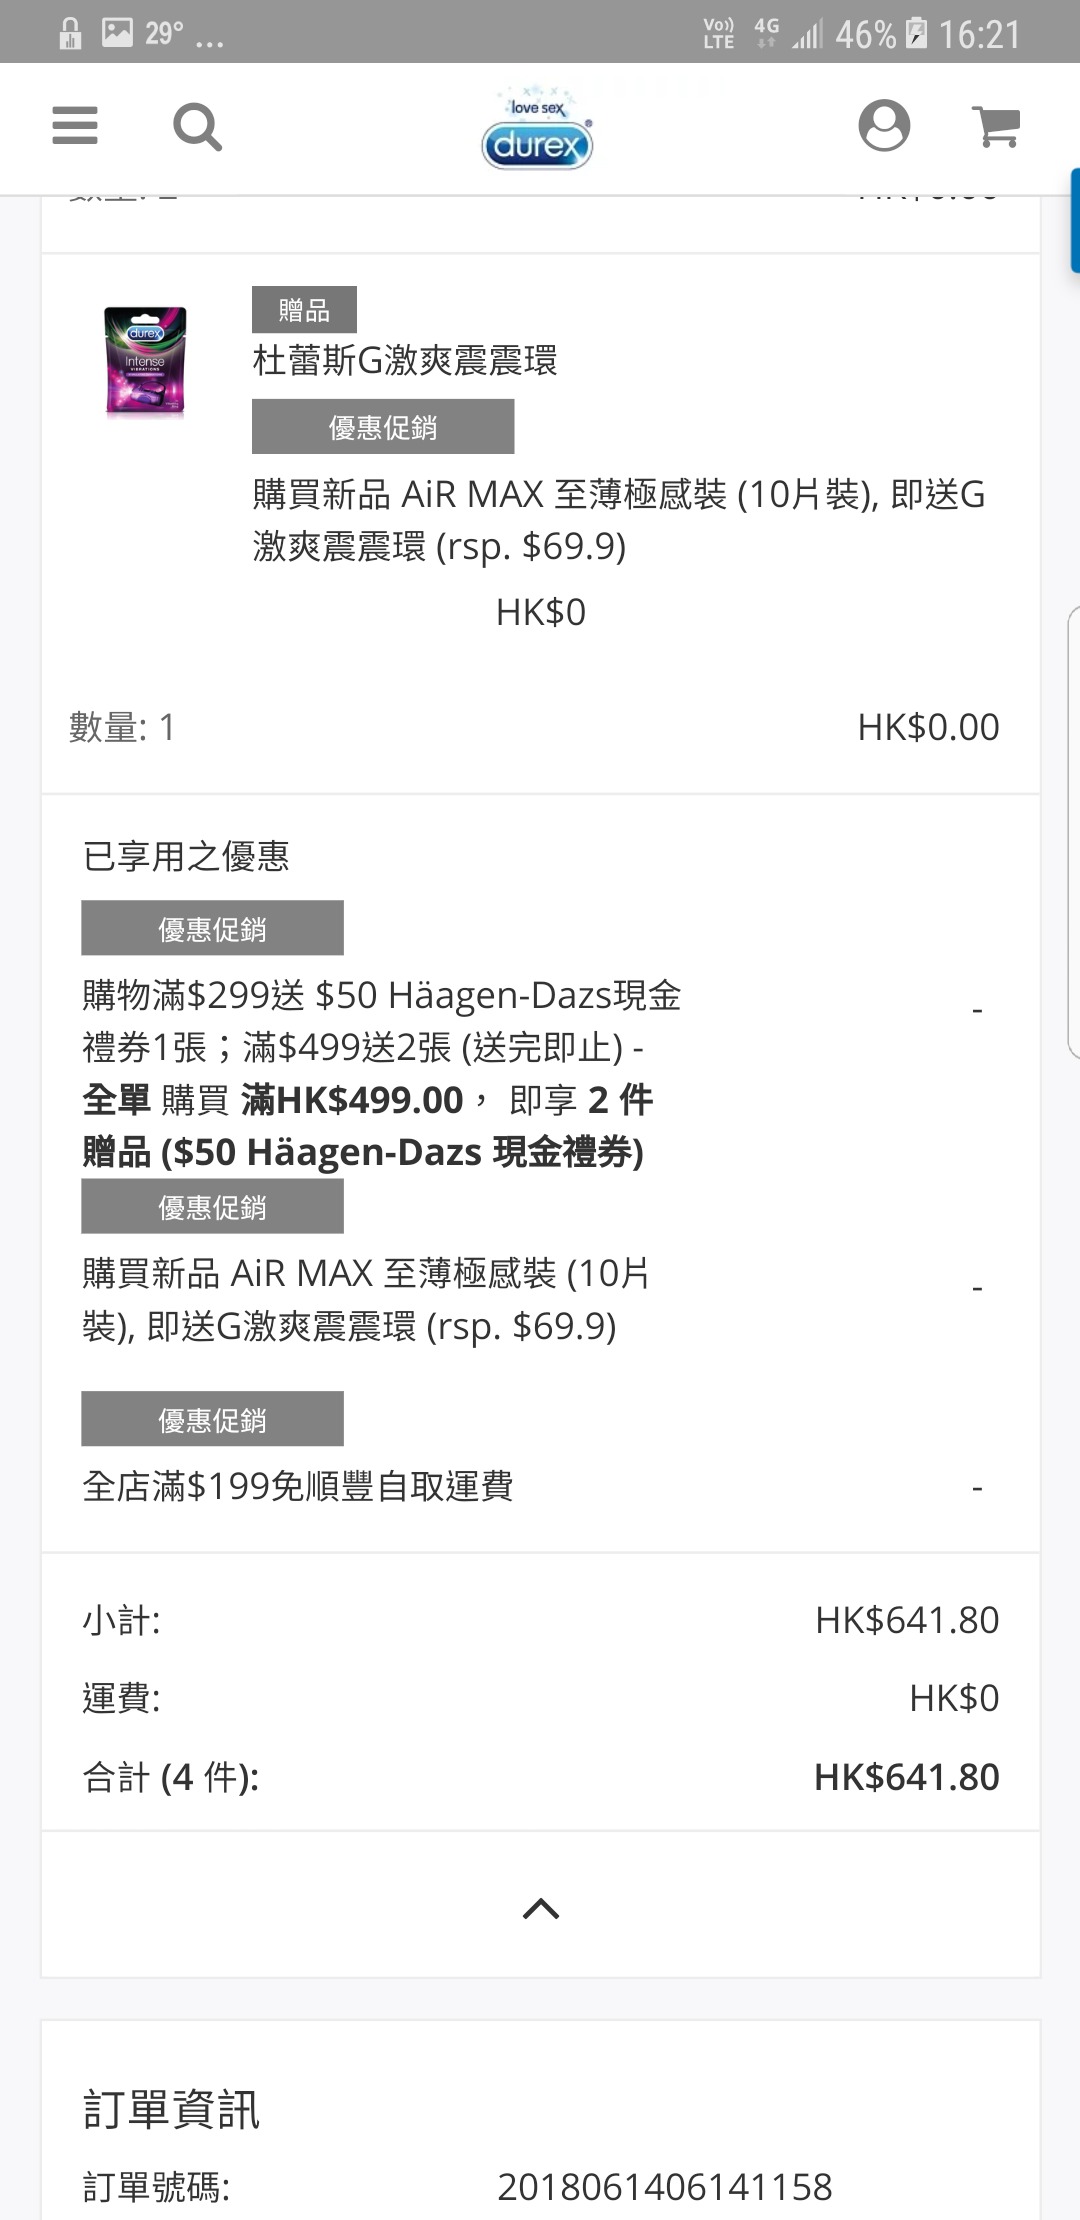 29° ...
Vo)) LTE 4G 46% 16:21
love sex
durex
贈品
杜蕾斯G激爽震震環
durex
Intense
VIBRATIONS
優惠促銷
購買新品 AiR MAX 至薄極感裝 (10片裝), 即送G
激爽震震環 (rsp. $69.9)
HK$0
數量: 1 HK$0.00
已享用之優惠
優惠促銷
購物滿$299送 $50 Häagen-Dazs現金 -
禮券1張；滿$499送2張 (送完即止) -
全單 購買 滿HK$499.00， 即享 2 件
贈品 ($50 Häagen-Dazs 現金禮券)
優惠促銷
購買新品 AiR MAX 至薄極感裝 (10片 -
裝), 即送G激爽震震環 (rsp. $69.9)
優惠促銷
全店滿$199免順豐自取運費 -
小計: HK$641.80
運費: HK$0
合計 (4 件): HK$641.80
訂單資訊
訂單號碼: 2018061406141158